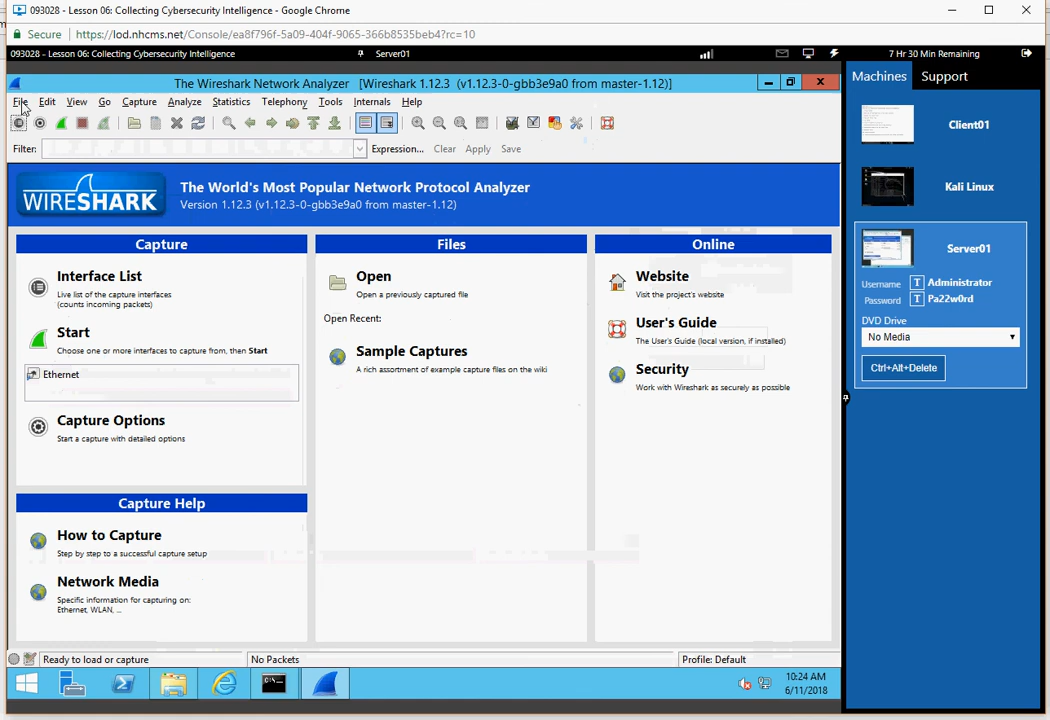 093028 - Lesson 06: Collecting Cybersecurity Intelligence - Google Chrome
Secure https://lod.nhcms.net/Console/ea8f796f-5a09-404f-9065-366b8535beb4?rc=10
093028 - Lesson 06: Collecting Cybersecurity Intelligence Server01 7 Hr 30 Min Remaining
The Wireshark Network Analyzer [Wireshark 1.12.3 (v1.12.3-0-gbb3e9a0 from master-1.12)]
File Edit View Go Capture Analyze Statistics Telephony Tools Internals Help
Filter: Expression... Clear Apply Save
WIRESHARK
The World's Most Popular Network Protocol Analyzer
Version 1.12.3 (v1.12.3-0-gbb3e9a0 from master-1.12)
Capture
Interface List
Live list of the capture interfaces
(counts incoming packets)
Start
Choose one or more interfaces to capture from, then Start
Ethernet
Capture Options
Start a capture with detailed options
Capture Help
How to Capture
Step by step to a successful capture setup
Network Media
Specific information for capturing on:
Ethernet, WLAN, ...
Files
Open
Open a previously captured file
Open Recent:
Sample Captures
A rich assortment of example capture files on the wiki
Online
Website
Visit the project's website
User's Guide
The User's Guide (local version, if installed)
Security
Work with Wireshark as securely as possible
Ready to load or capture No Packets Profile: Default
10:24 AM
6/11/2018
Machines Support
Client01
Kali Linux
Server01
Username T Administrator
Password T Pa22w0rd
DVD Drive
No Media
Ctrl+Alt+Delete